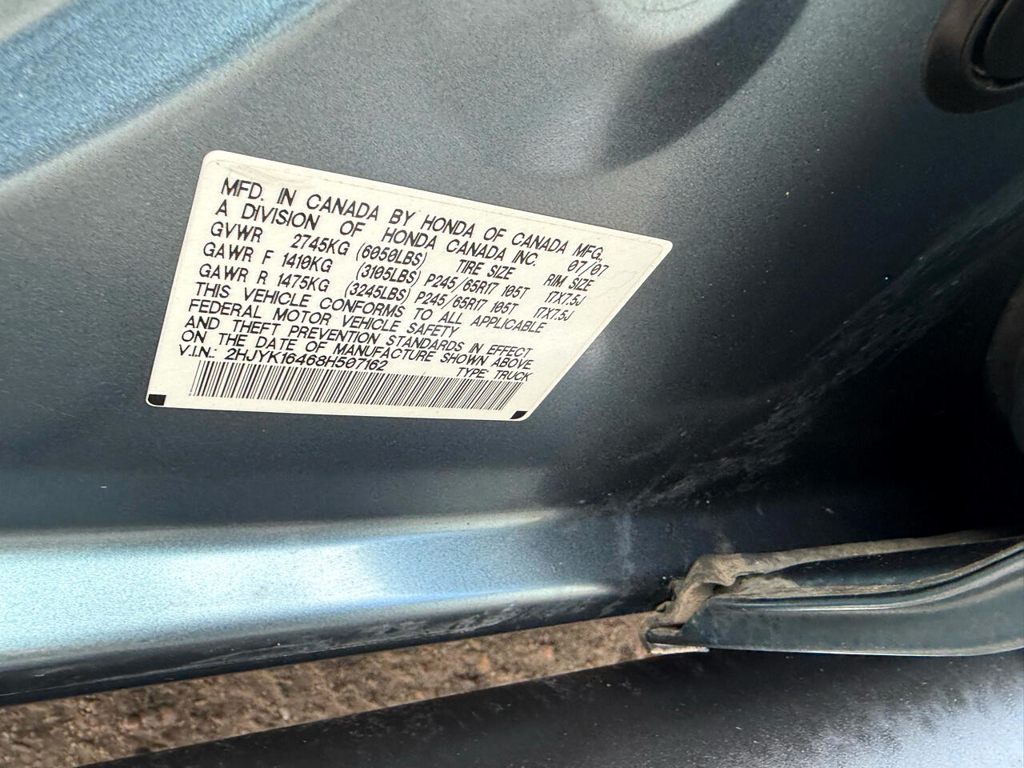 MFD. IN CANADA BY HONDA OF CANADA MFG.
A DIVISION OF HONDA CANADA INC. 07/07
GVWR 2745KG (6050LBS) TIRE SIZE RIM SIZE
GAWR F 1410KG (3105LBS) P245/65R17 105T 17X7.5J
GAWR R 1475KG (3245LBS) P245/65R17 105T 17X7.5J
THIS VEHICLE CONFORMS TO ALL APPLICABLE
FEDERAL MOTOR VEHICLE SAFETY
AND THEFT PREVENTION STANDARDS IN EFFECT
ON THE DATE OF MANUFACTURE SHOWN ABOVE
V.I.N.: 2HJYK16468H507162 TYPE: TRUCK